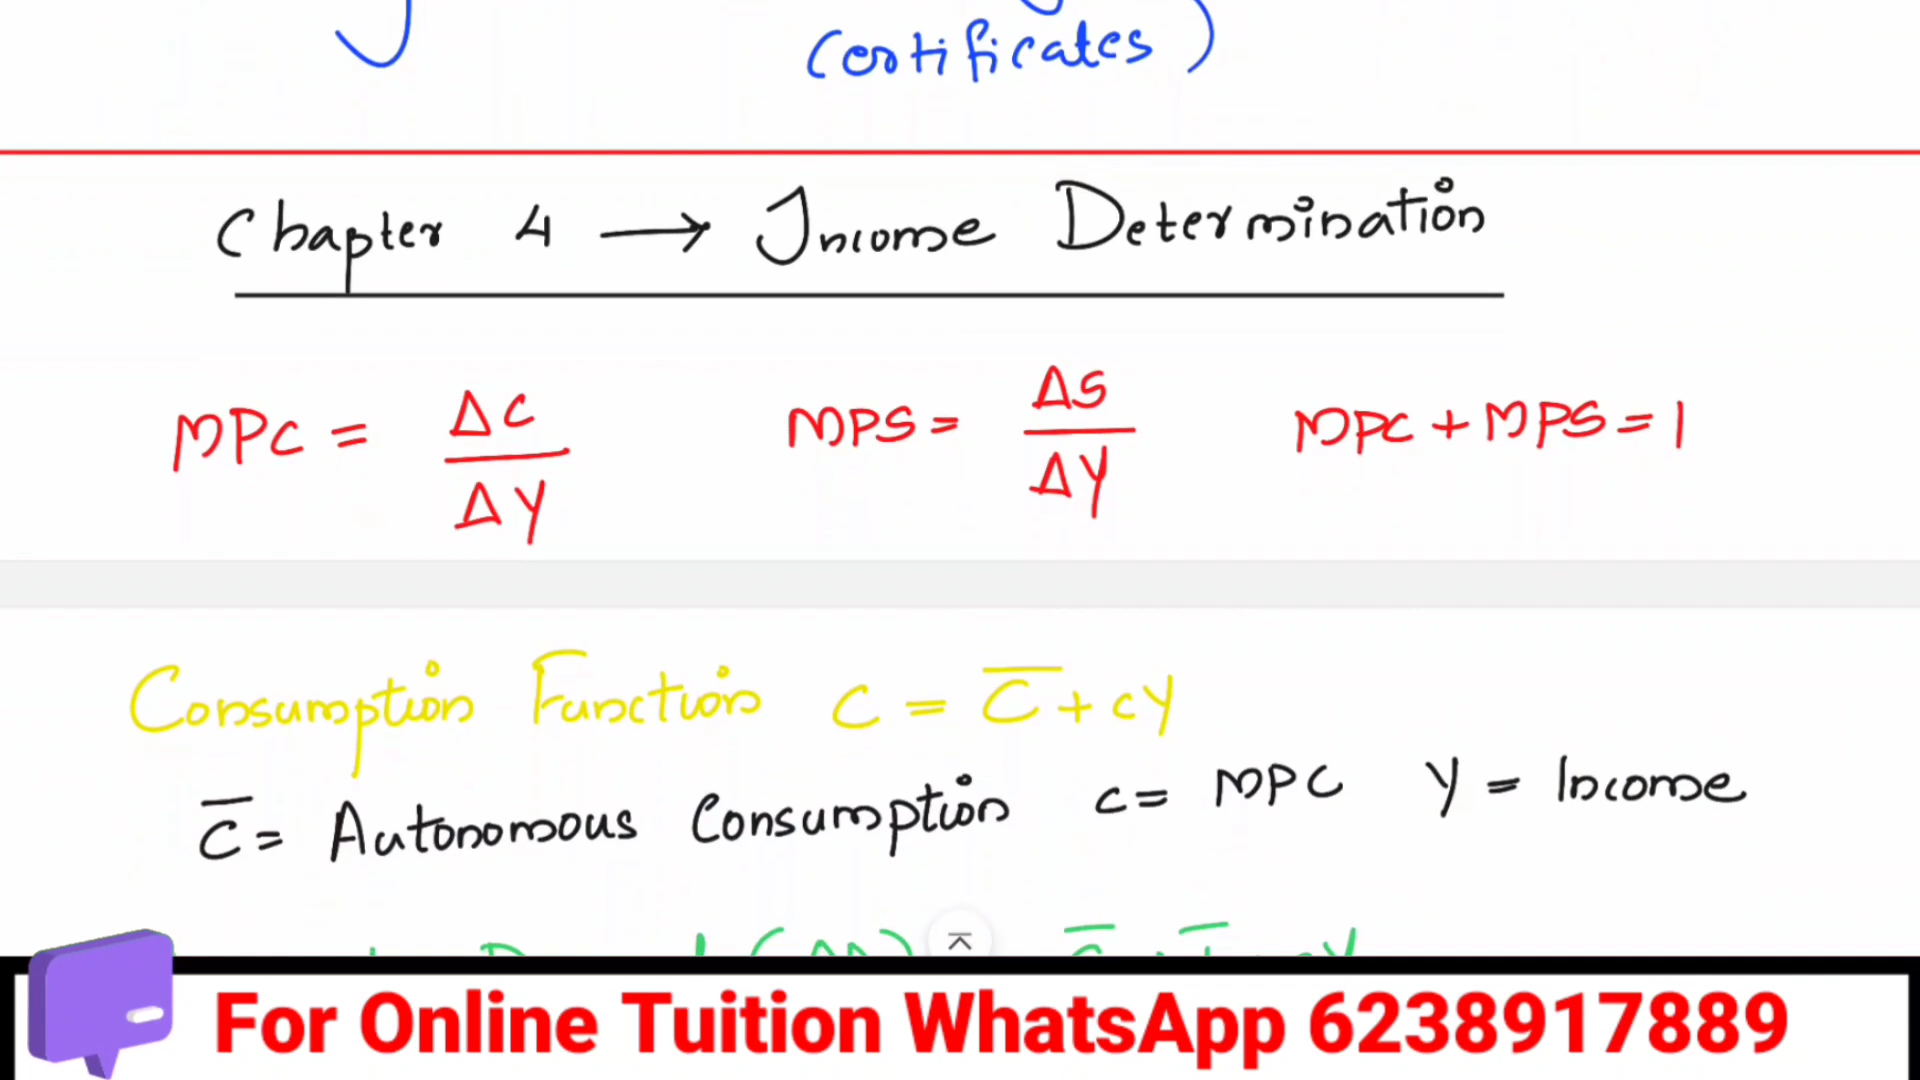 Certificates)
Chapter 4 → Income Determination
MPC = ΔC / ΔY   MPS = ΔS / ΔY   MPC + MPS = 1
Consumption Function C = C̅ + cY
C̅ = Autonomous Consumption c = MPC Y = Income
For Online Tuition WhatsApp 6238917889